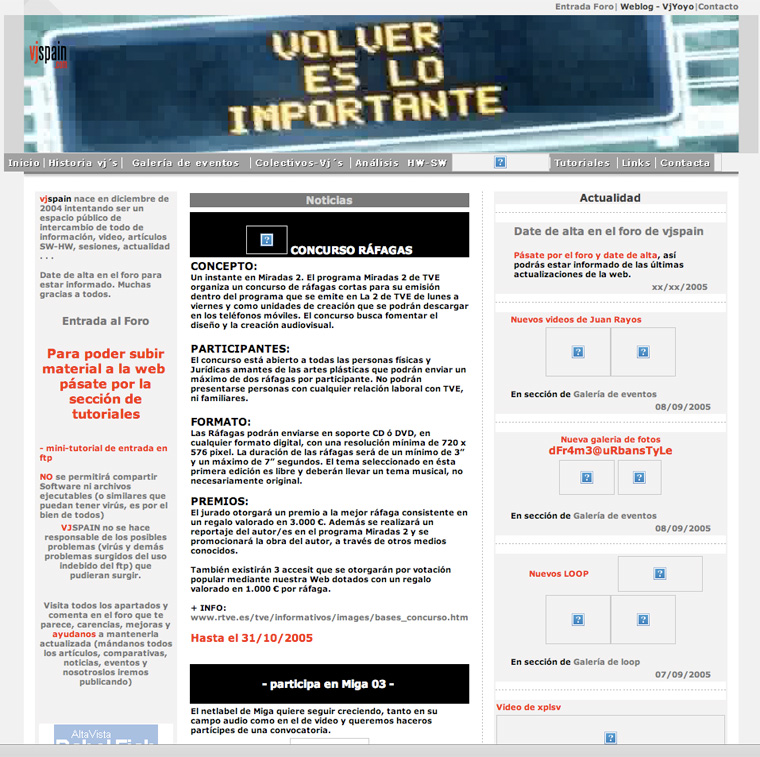 Entrada Foro| Weblog - VjYoyo|Contacto
vjspain
VOLVER
ES LO
IMPORTANTE
Inicio|Historia vj´s| Galería de eventos |Colectivos-Vj´s |Análisis HW-SW
Tutoriales |Links|Contacta
vjspain nace en diciembre de
2004 intentando ser un
espacio público de
intercambio de todo de
información, video, artículos
SW-HW, sesiones, actualidad
. . .
Date de alta en el foro para
estar informado. Muchas
gracias a todos.
Entrada al Foro
Para poder subir
material a la web
pásate por la
sección de
tutoriales
- mini-tutorial de entrada en
ftp
NO se permitirá compartir
Software ni archivos
ejecutables (o similares que
puedan tener virús, es por el
bien de todos)
VJSPAIN no se hace
responsable de los posibles
problemas (virús y demás
problemas surgidos del uso
indebido del ftp) que
pudieran surgir.
Visita todos los apartados y
comenta en el foro que te
parece, carencias, mejoras y
ayudanos a mantenerla
actualizada (mándanos todos
los artículos, comparativas,
noticias, eventos y
nosotroslos iremos
publicando)
AltaVista
Babel Fish
Noticias
CONCURSO RÁFAGAS
CONCEPTO:
Un instante en Miradas 2. El programa Miradas 2 de TVE
organiza un concurso de ráfagas cortas para su emisión
dentro del programa que se emite en La 2 de TVE de lunes a
viernes y como unidades de creación que se podrán descargar
en los teléfonos móviles. El concurso busca fomentar el
diseño y la creación audiovisual.
PARTICIPANTES:
El concurso está abierto a todas las personas físicas y
Jurídicas amantes de las artes plásticas que podrán enviar un
máximo de dos ráfagas por participante. No podrán
presentarse personas con cualquier relación laboral con TVE,
ni familiares.
FORMATO:
Las Ráfagas podrán enviarse en soporte CD ó DVD, en
cualquier formato digital, con una resolución mínima de 720 x
576 pixel. La duración de las ráfagas será de un mínimo de 3”
y un máximo de 7” segundos. El tema seleccionado en ésta
primera edición es libre y deberán llevar un tema musical, no
necesariamente original.
PREMIOS:
El jurado otorgará un premio a la mejor ráfaga consistente en
un regalo valorado en 3.000 €. Además se realizará un
reportaje del autor/es en el programa Miradas 2 y se
promocionará la obra del autor, a través de otros medios
conocidos.
También existirán 3 accesit que se otorgarán por votación
popular mediante nuestra Web dotados con un regalo
valorado en 1.000 € por ráfaga.
+ INFO:
www.rtve.es/tve/informativos/images/bases_concurso.htm
Hasta el 31/10/2005
- participa en Miga 03 -
El netlabel de Miga quiere seguir creciendo, tanto en su
campo audio como en el de video y queremos haceros
partícipes de una convocatoria.
Actualidad
Date de alta en el foro de vjspain
Pásate por el foro y date de alta, así
podrás estar informado de las últimas
actualizaciones de la web.
xx/xx/2005
Nuevos videos de Juan Rayos
En sección de Galería de eventos
08/09/2005
Nueva galería de fotos
dFr4m3@uRbansTyLe
En sección de Galería de eventos
08/09/2005
Nuevos LOOP
En sección de Galería de loop
07/09/2005
Video de xplsv